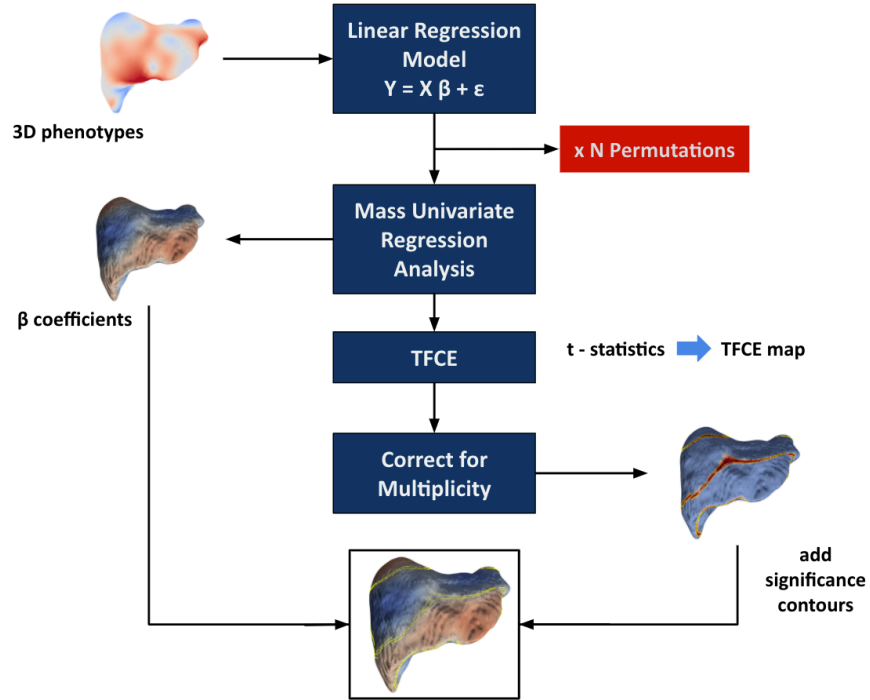 Linear Regression
Model
Y = X β + ε
3D phenotypes
x N Permutations
Mass Univariate
Regression
Analysis
β coefficients
TFCE
t - statistics TFCE map
Correct for
Multiplicity
add
significance
contours